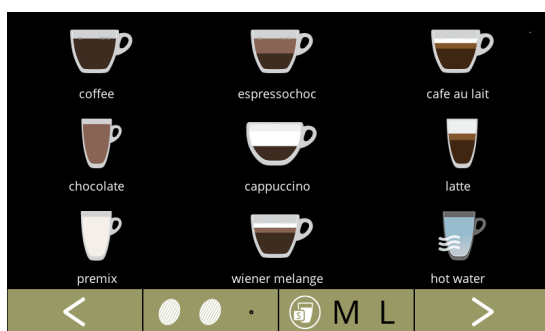 coffee espressochoc cafe au lait
chocolate cappuccino latte
premix wiener melange hot water
S M L